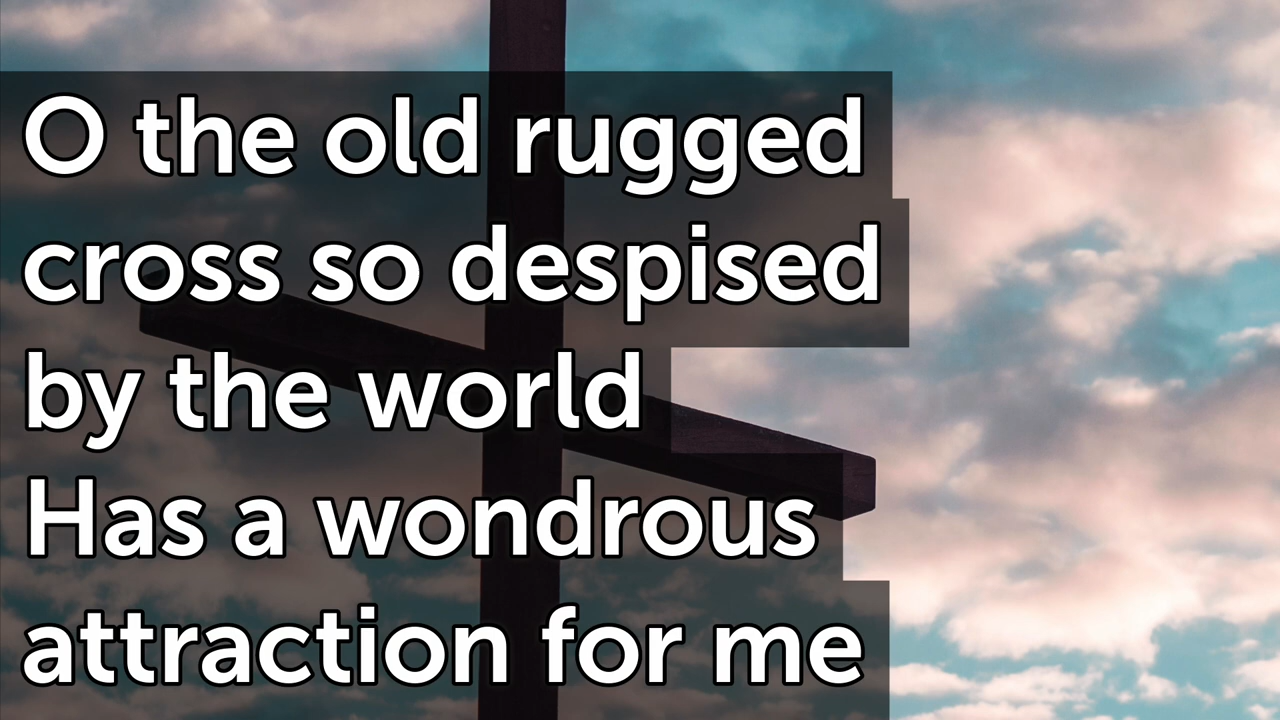 O the old rugged
cross so despised
by the world
Has a wondrous
attraction for me